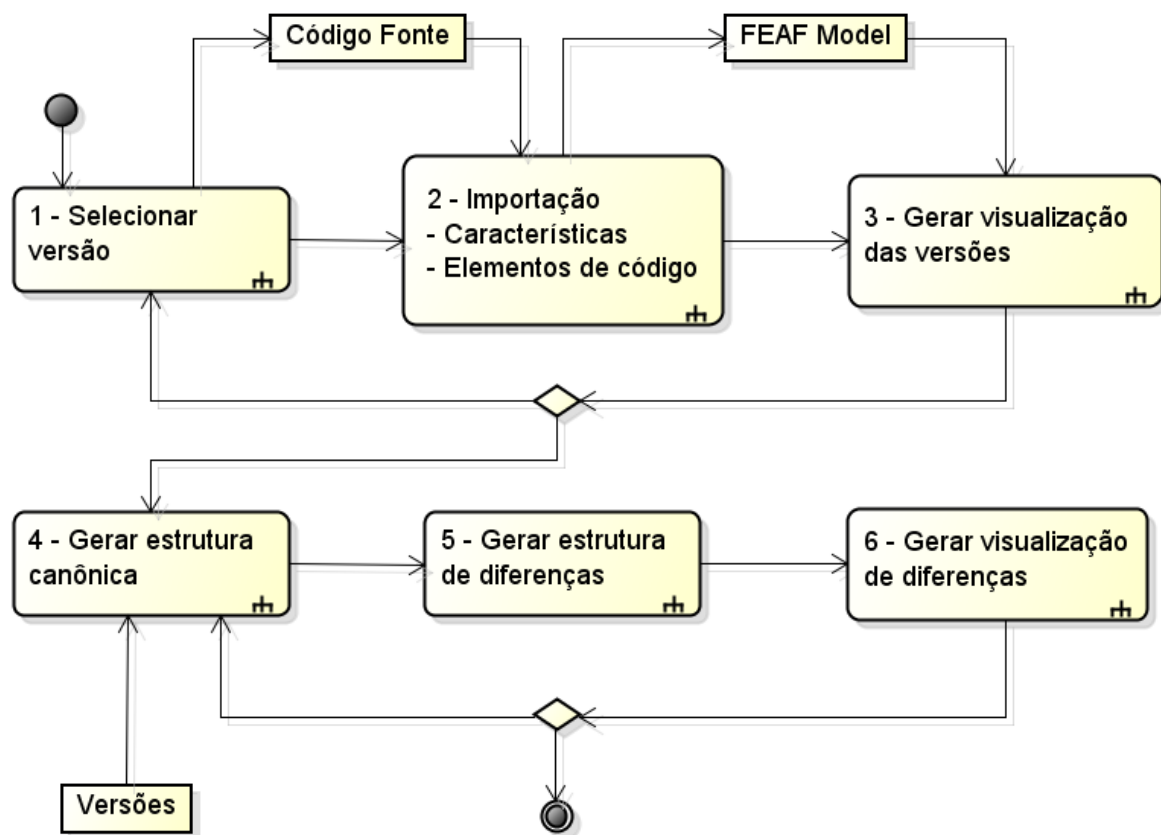 Código Fonte
FEAF Model
1 - Selecionar
versão
2 - Importação
- Características
- Elementos de código
3 - Gerar visualização
das versões
4 - Gerar estrutura
canônica
5 - Gerar estrutura
de diferenças
6 - Gerar visualização
de diferenças
Versões